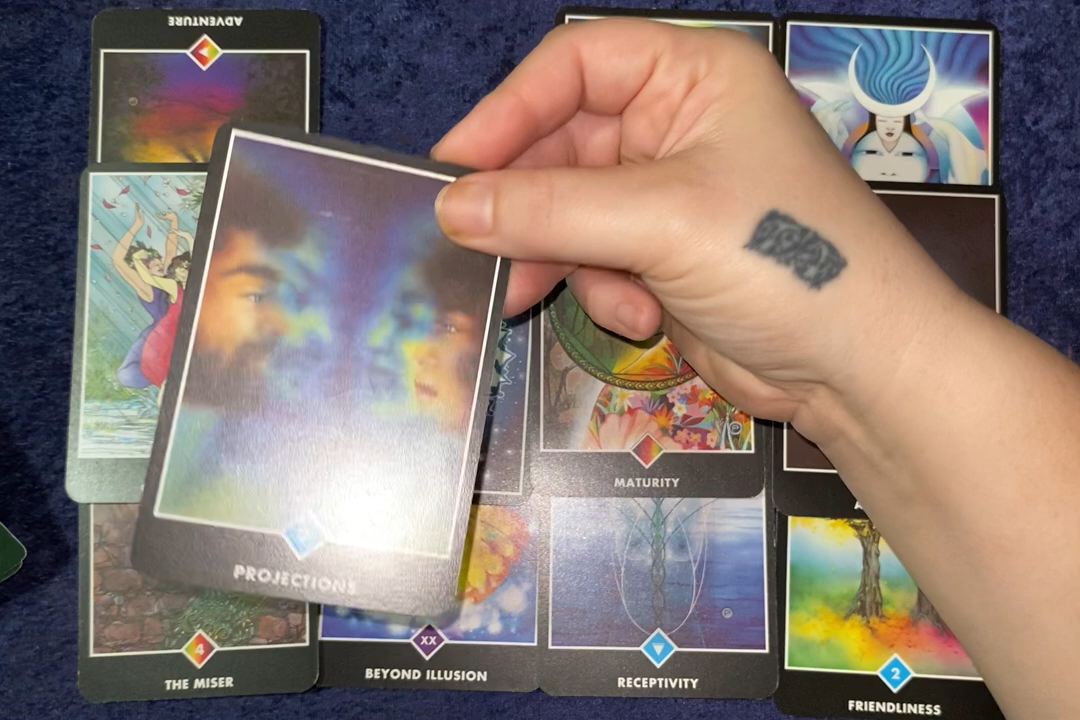 ADVENTURE
PROJECTIONS
MATURITY
4
THE MISER
XX
BEYOND ILLUSION
RECEPTIVITY
2
FRIENDLINESS